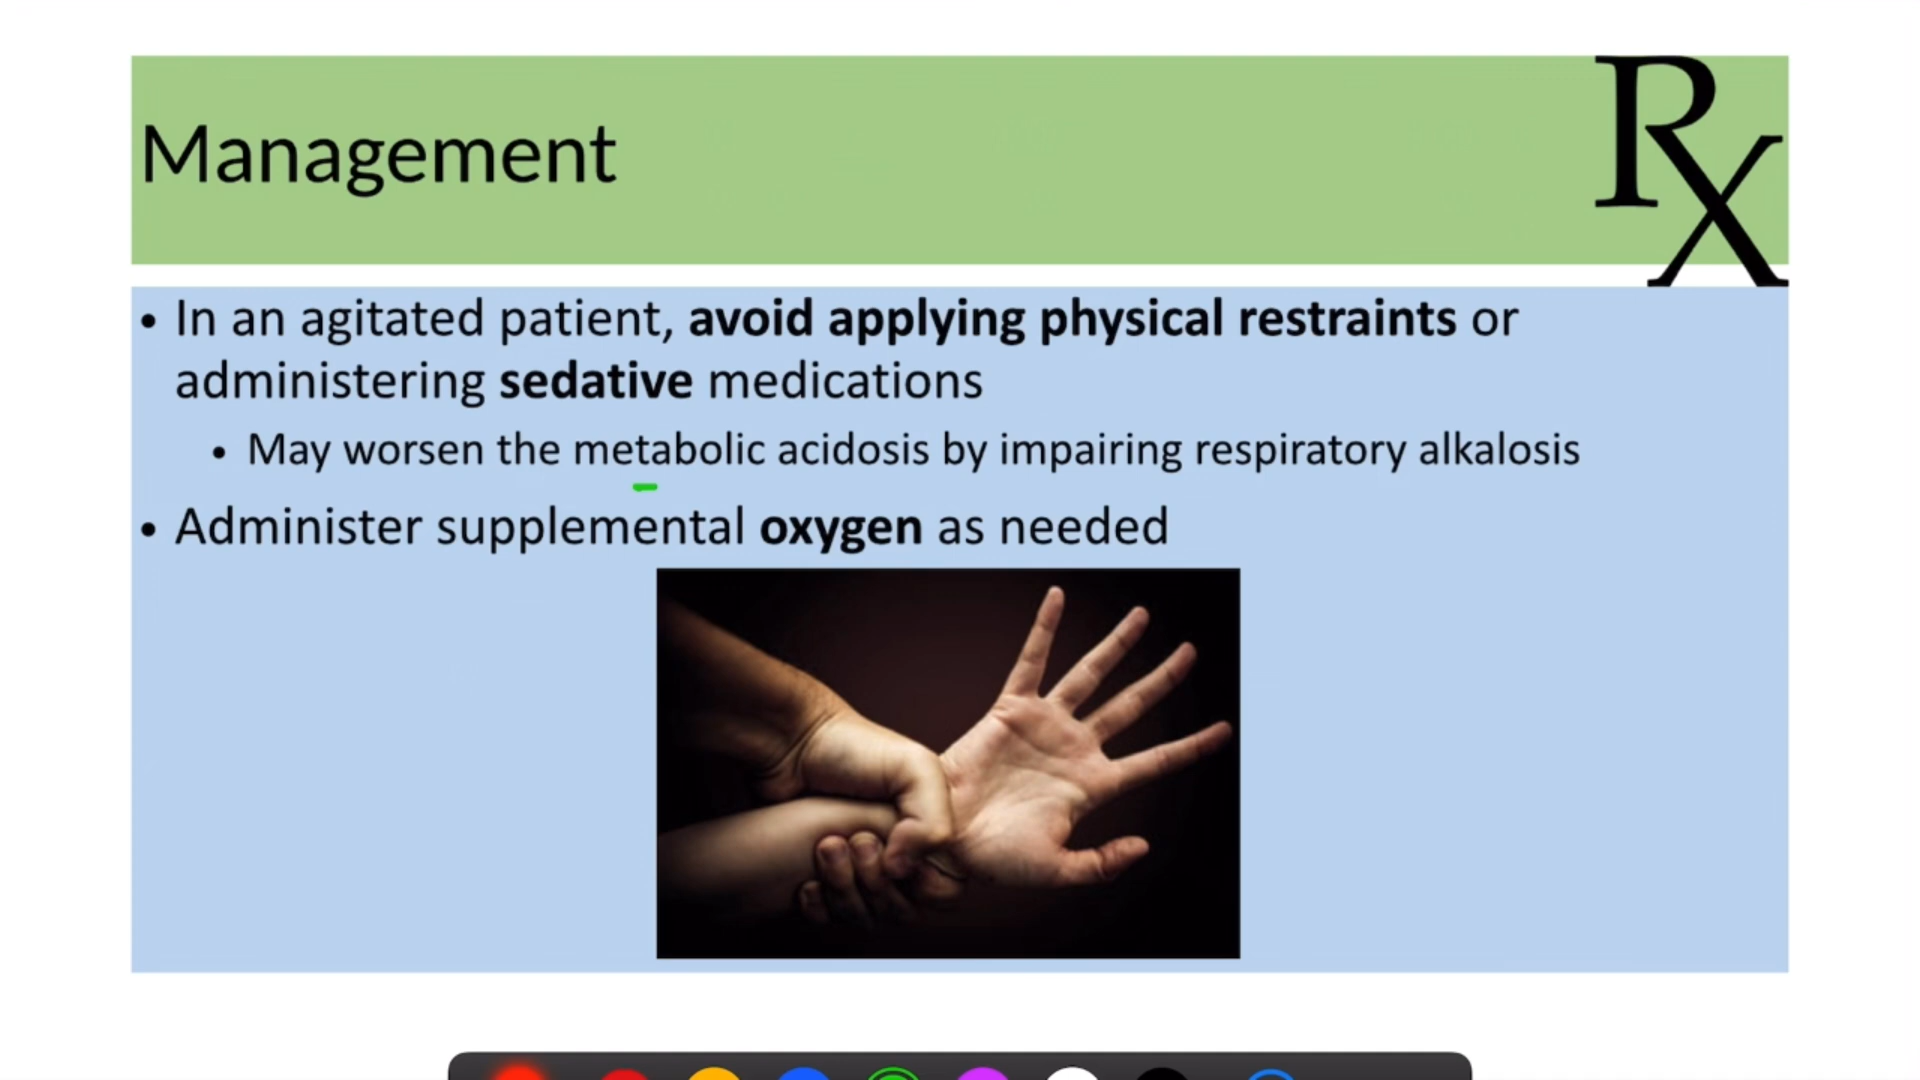 Management
Rx
• In an agitated patient, avoid applying physical restraints or
administering sedative medications
• May worsen the metabolic acidosis by impairing respiratory alkalosis
• Administer supplemental oxygen as needed